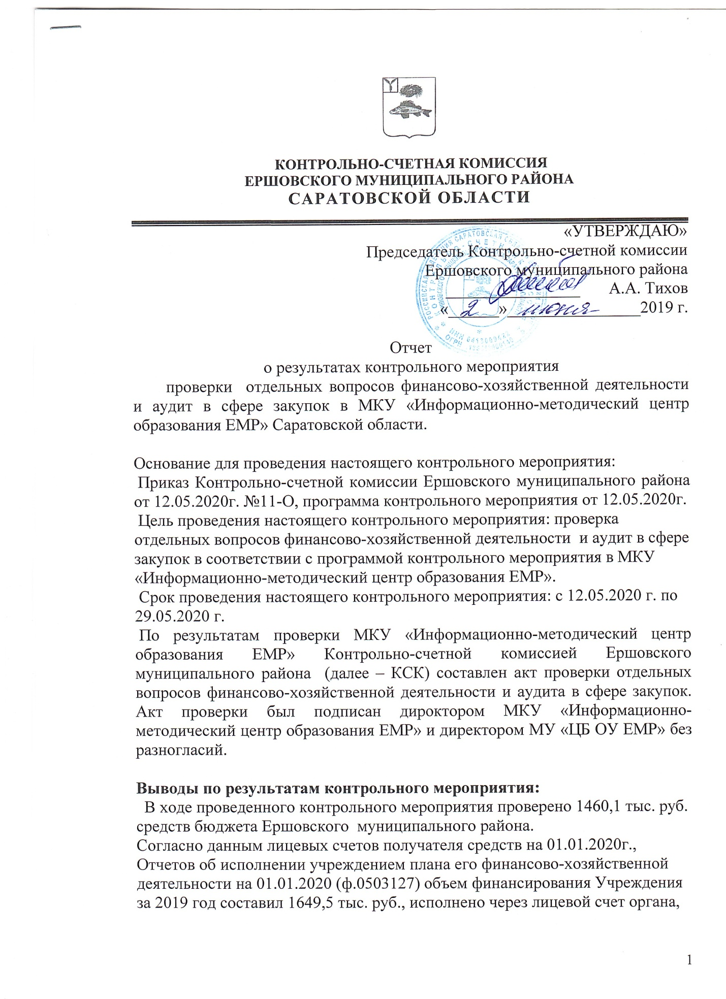 КОНТРОЛЬНО-СЧЕТНАЯ КОМИССИЯ
ЕРШОВСКОГО МУНИЦИПАЛЬНОГО РАЙОНА
САРАТОВСКОЙ ОБЛАСТИ
«УТВЕРЖДАЮ»
Председатель Контрольно-счетной комиссии
Ершовского муниципального района
А.А. Тихов
«2» июня 2019 г.
Отчет
о результатах контрольного мероприятия
проверки отдельных вопросов финансово-хозяйственной деятельности
и аудит в сфере закупок в МКУ «Информационно-методический центр
образования ЕМР» Саратовской области.
Основание для проведения настоящего контрольного мероприятия:
Приказ Контрольно-счетной комиссии Ершовского муниципального района
от 12.05.2020г. №11-О, программа контрольного мероприятия от 12.05.2020г.
Цель проведения настоящего контрольного мероприятия: проверка
отдельных вопросов финансово-хозяйственной деятельности и аудит в сфере
закупок в соответствии с программой контрольного мероприятия в МКУ
«Информационно-методический центр образования ЕМР».
Срок проведения настоящего контрольного мероприятия: с 12.05.2020 г. по
29.05.2020 г.
По результатам проверки МКУ «Информационно-методический центр
образования ЕМР» Контрольно-счетной комиссией Ершовского
муниципального района (далее – КСК) составлен акт проверки отдельных
вопросов финансово-хозяйственной деятельности и аудита в сфере закупок.
Акт проверки был подписан директором МКУ «Информационно-
методический центр образования ЕМР» и директором МУ «ЦБ ОУ ЕМР» без
разногласий.
Выводы по результатам контрольного мероприятия:
В ходе проведенного контрольного мероприятия проверено 1460,1 тыс. руб.
средств бюджета Ершовского муниципального района.
Согласно данным лицевых счетов получателя средств на 01.01.2020г.,
Отчетов об исполнении учреждением плана его финансово-хозяйственной
деятельности на 01.01.2020 (ф.0503127) объем финансирования Учреждения
за 2019 год составил 1649,5 тыс. руб., исполнено через лицевой счет органа,
1